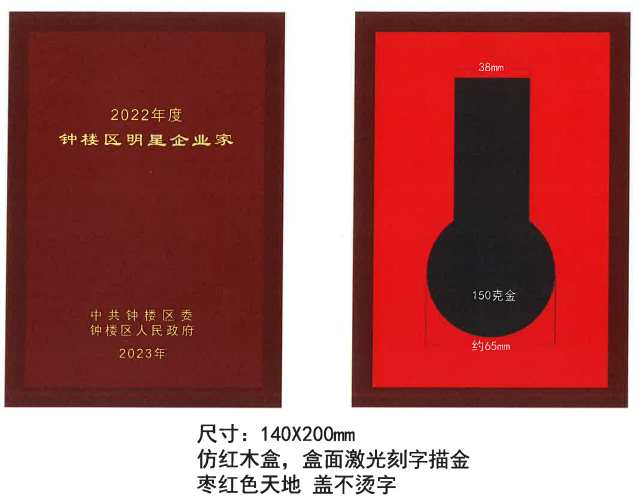 2022年度
钟楼区明星企业家
中共钟楼区委
钟楼区人民政府
2023年
38mm
150克金
约65mm
尺寸：140X200mm
仿红木盒，盒面激光刻字描金
枣红色天地 盖不烫字